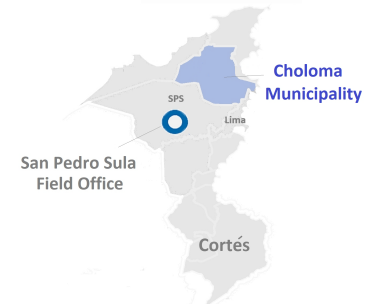 Choloma
Municipality
SPS
Lima
San Pedro Sula
Field Office
Cortés